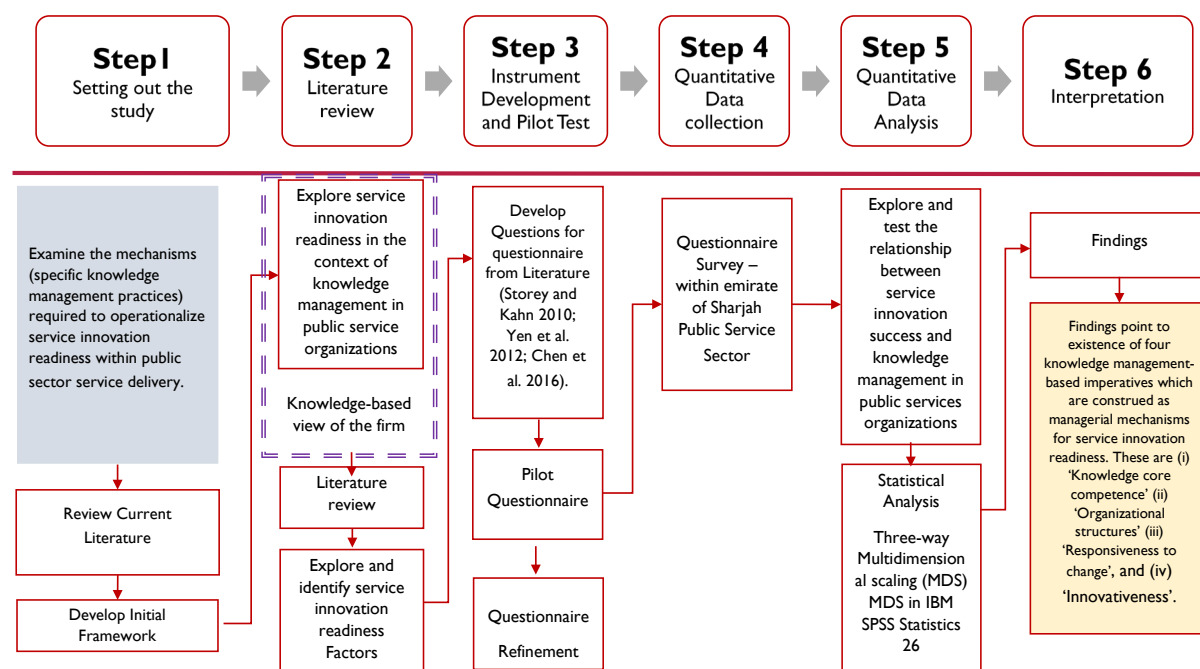 Step1
Setting out the
study
Step 2
Literature
review
Step 3
Instrument
Development
and Pilot Test
Step 4
Quantitative
Data
collection
Step 5
Quantitative
Data
Analysis
Step 6
Interpretation
Examine the mechanisms
(specific knowledge
management practices)
required to operationalize
service innovation
readiness within public
sector service delivery.
Review Current
Literature
Develop Initial
Framework
Explore service
innovation
readiness in the
context of
knowledge
management in
public service
organizations
Knowledge-based
view of the firm
Literature
review
Explore and
identify service
innovation
readiness
Factors
Develop
Questions for
questionnaire
from Literature
(Storey and
Kahn 2010;
Yen et al.
2012; Chen et
al. 2016).
Pilot
Questionnaire
Questionnaire
Refinement
Questionnaire
Survey –
within emirate
of Sharjah
Public Service
Sector
Explore and
test the
relationship
between
service
innovation
success and
knowledge
management in
public services
organizations
Statistical
Analysis
Three-way
Multidimension
al scaling (MDS)
MDS in IBM
SPSS Statistics
26
Findings
Findings point to
existence of four
knowledge management-
based imperatives which
are construed as
managerial mechanisms
for service innovation
readiness. These are (i)
‘Knowledge core
competence’ (ii)
‘Organizational
structures’ (iii)
‘Responsiveness to
change’, and (iv)
‘Innovativeness’.